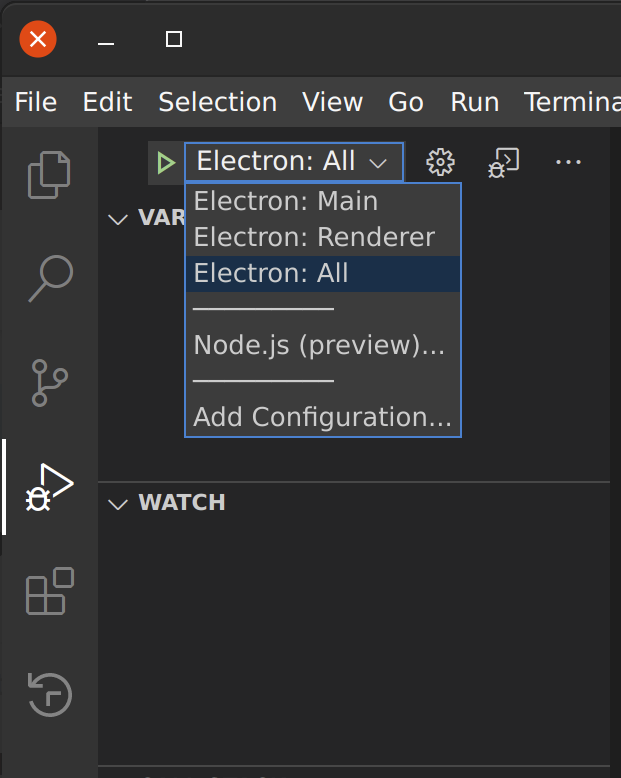 File Edit Selection View Go Run Termina
Electron: All
Electron: Main
VAR
Electron: Renderer
Electron: All
Node.js (preview)...
Add Configuration...
WATCH